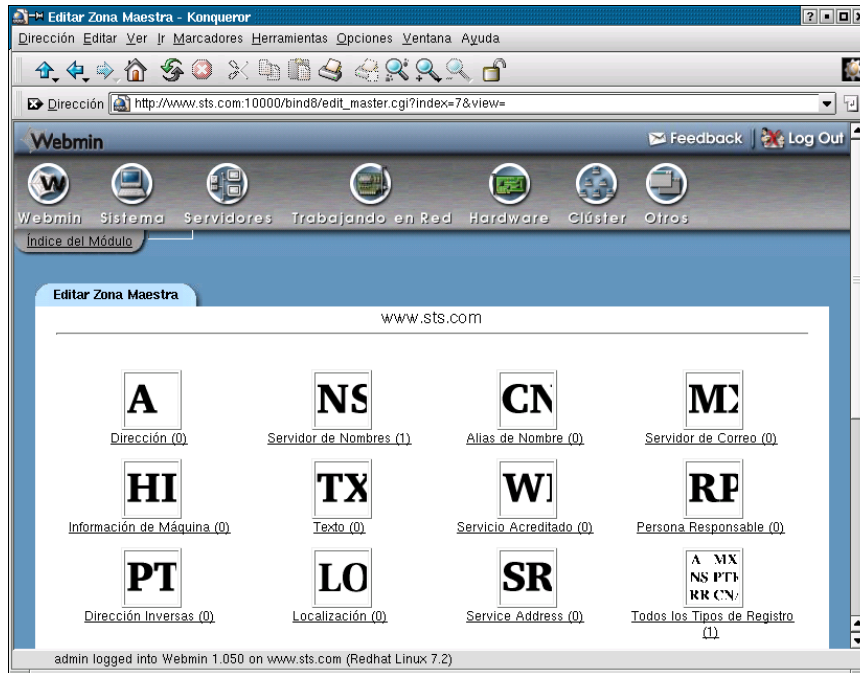 Editar Zona Maestra - Konqueror
Dirección Editar Ver Ir Marcadores Herramientas Opciones Ventana Ayuda
Dirección http://www.sts.com:10000/bind8/edit_master.cgi?index=7&view=
Webmin Feedback Log Out
Webmin Sistema Servidores Trabajando en Red Hardware Clúster Otros
Índice del Módulo
Editar Zona Maestra
www.sts.com
A NS CN MX
Dirección (0) Servidor de Nombres (1) Alias de Nombre (0) Servidor de Correo (0)
HI TX W RP
Información de Máquina (0) Texto (0) Servicio Acreditado (0) Persona Responsable (0)
PT LO SR
A MX
NS PTR
RR CNA
Dirección Inversas (0) Localización (0) Service Address (0) Todos los Tipos de Registro
(1)
admin logged into Webmin 1.050 on www.sts.com (Redhat Linux 7.2)